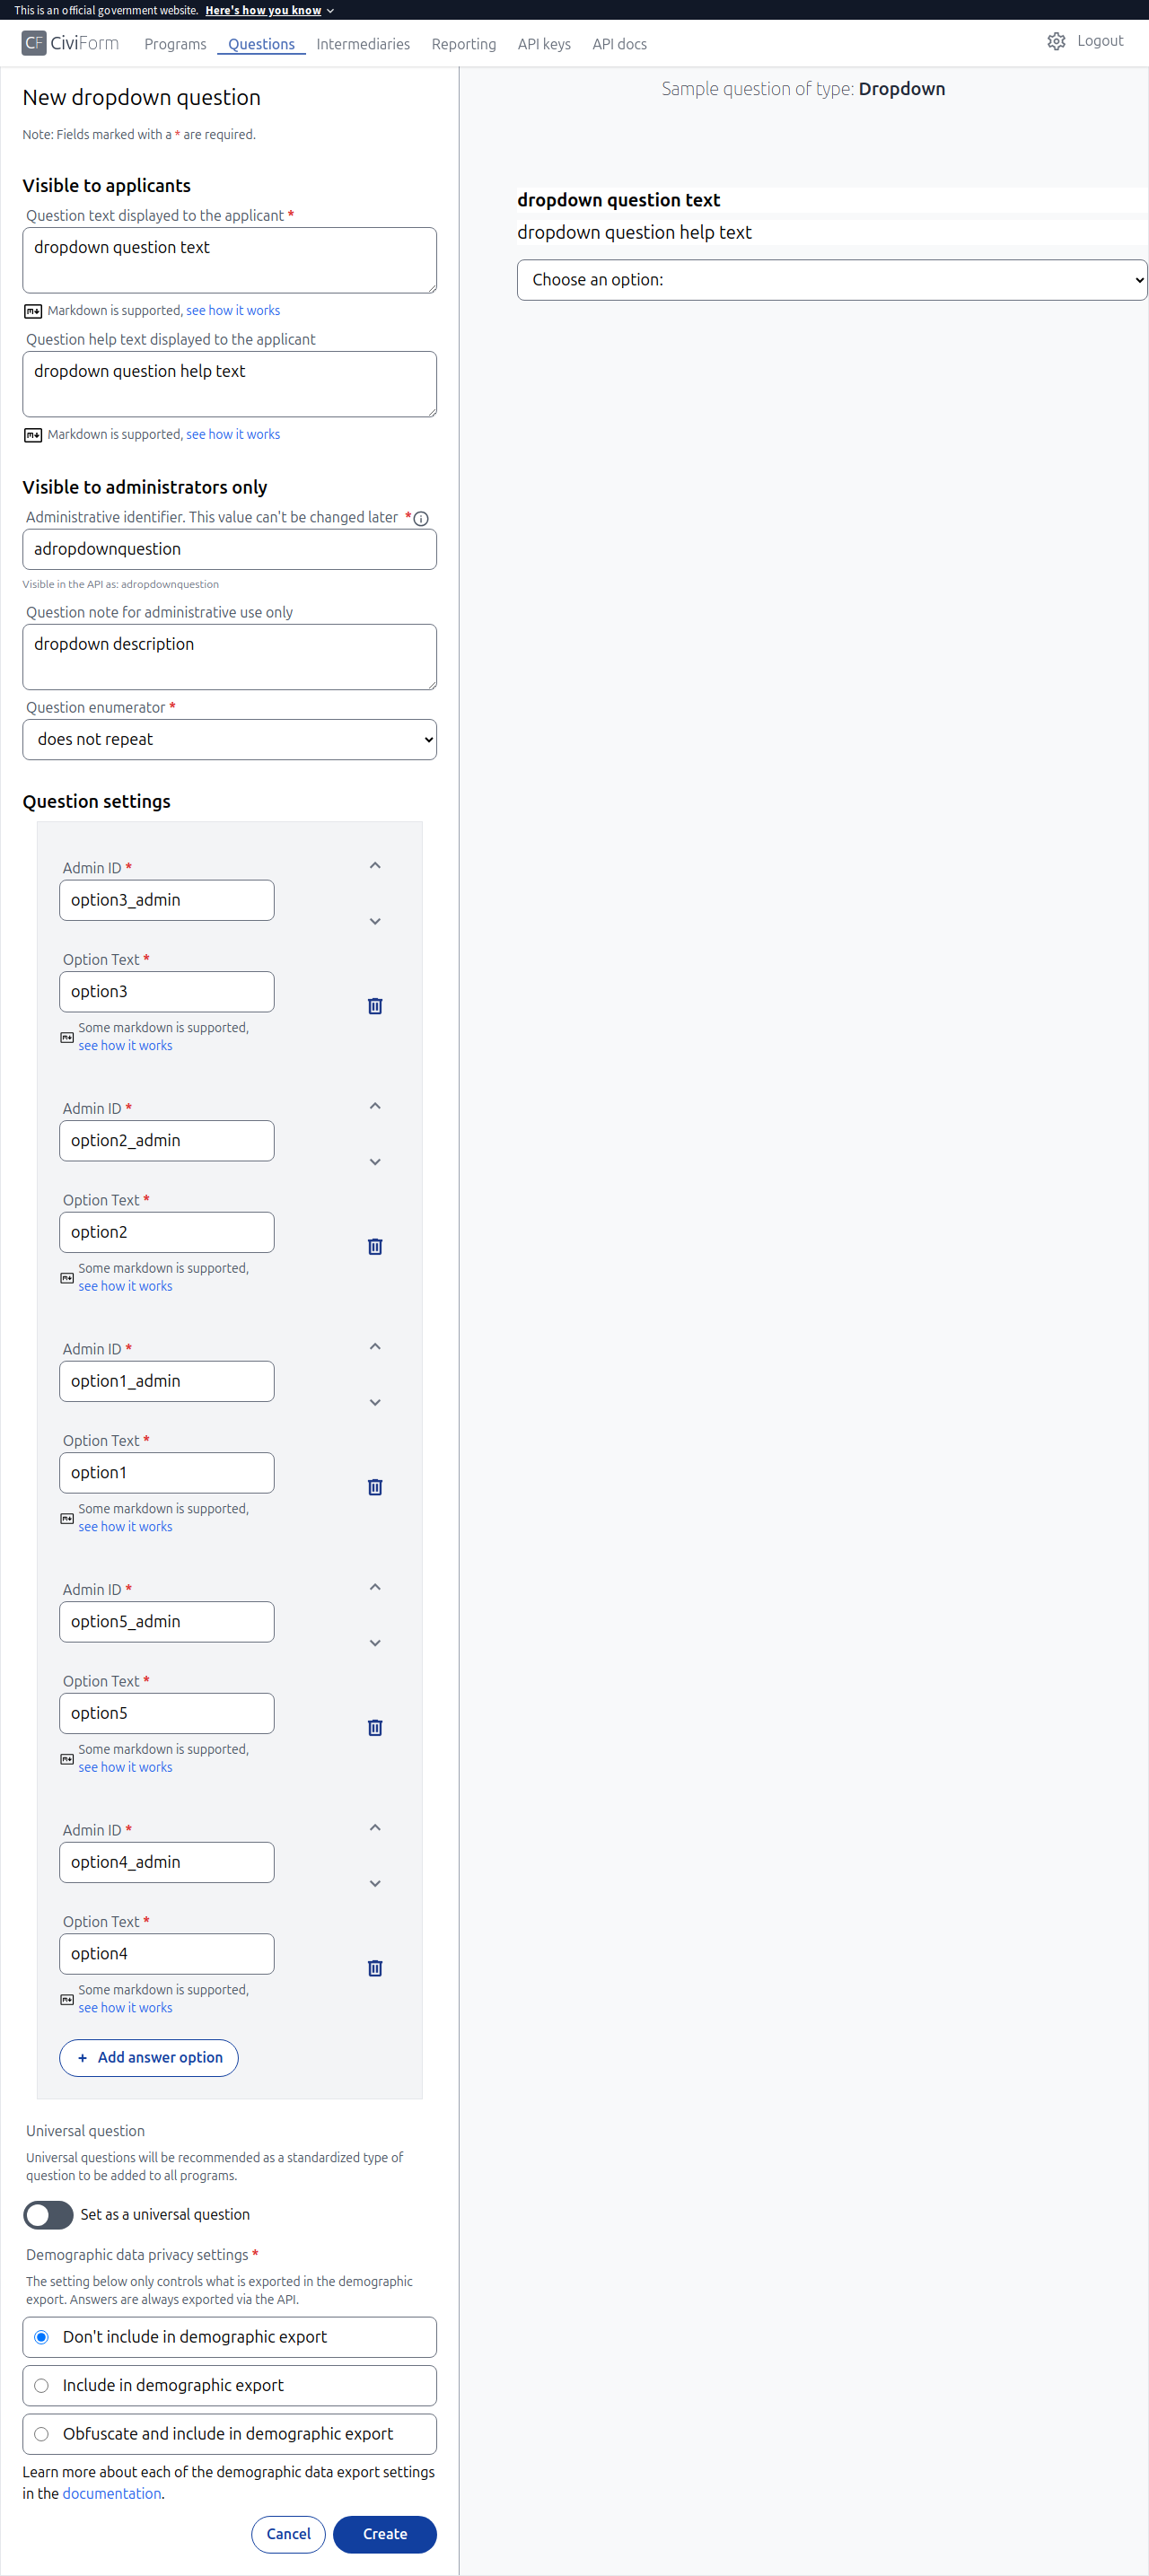 This is an official government website. Here's how you know
CF CiviForm Programs Questions Intermediaries Reporting API keys API docs Logout
New dropdown question
Note: Fields marked with a * are required.
Visible to applicants
Question text displayed to the applicant *
dropdown question text
Markdown is supported, see how it works
Question help text displayed to the applicant
dropdown question help text
Markdown is supported, see how it works
Visible to administrators only
Administrative identifier. This value can't be changed later *
adropdownquestion
Visible in the API as: adropdownquestion
Question note for administrative use only
dropdown description
Question enumerator *
does not repeat
Question settings
Admin ID *
option3_admin
Option Text *
option3
Some markdown is supported,
see how it works
Admin ID *
option2_admin
Option Text *
option2
Some markdown is supported,
see how it works
Admin ID *
option1_admin
Option Text *
option1
Some markdown is supported,
see how it works
Admin ID *
option5_admin
Option Text *
option5
Some markdown is supported,
see how it works
Admin ID *
option4_admin
Option Text *
option4
Some markdown is supported,
see how it works
+ Add answer option
Universal question
Universal questions will be recommended as a standardized type of
question to be added to all programs.
Set as a universal question
Demographic data privacy settings *
The setting below only controls what is exported in the demographic
export. Answers are always exported via the API.
Don't include in demographic export
Include in demographic export
Obfuscate and include in demographic export
Learn more about each of the demographic data export settings
in the documentation.
Cancel Create
Sample question of type: Dropdown
dropdown question text
dropdown question help text
Choose an option: